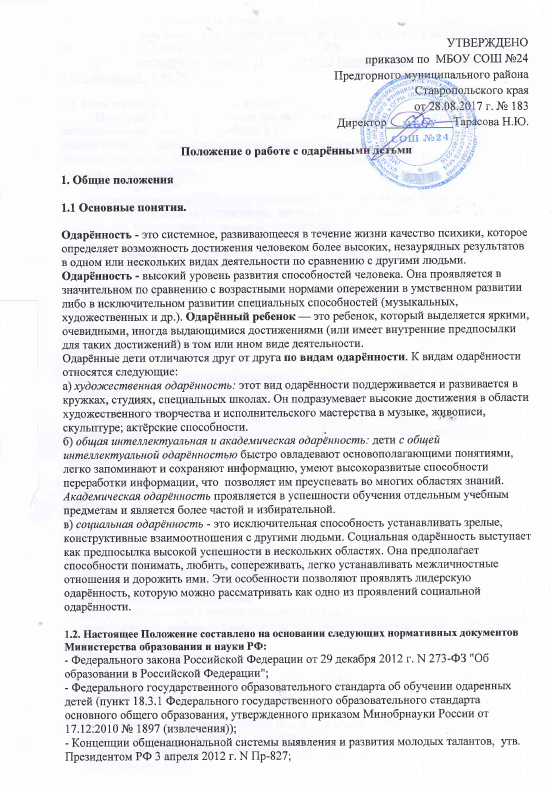 УТВЕРЖДЕНО
приказом по МБОУ СОШ №24
Предгорного муниципального района
Ставропольского края
от 28.08.2017 г. № 183
Директор Тарасова Н.Ю.
МБОУ
СОШ №24
Положение о работе с одарёнными детьми
1. Общие положения
1.1 Основные понятия.
Одарённость - это системное, развивающееся в течение жизни качество психики, которое
определяет возможность достижения человеком более высоких, незаурядных результатов
в одном или нескольких видах деятельности по сравнению с другими людьми.
Одарённость - высокий уровень развития способностей человека. Она проявляется в
значительном по сравнению с возрастными нормами опережении в умственном развитии
либо в исключительном развитии специальных способностей (музыкальных,
художественных и др.). Одарённый ребенок — это ребенок, который выделяется яркими,
очевидными, иногда выдающимися достижениями (или имеет внутренние предпосылки
для таких достижений) в том или ином виде деятельности.
Одарённые дети отличаются друг от друга по видам одарённости. К видам одарённости
относятся следующие:
а) художественная одарённость: этот вид одарённости поддерживается и развивается в
кружках, студиях, специальных школах. Он подразумевает высокие достижения в области
художественного творчества и исполнительского мастерства в музыке, живописи,
скульптуре; актёрские способности.
б) общая интеллектуальная и академическая одарённость: дети с общей
интеллектуальной одарённостью быстро овладевают основополагающими понятиями,
легко запоминают и сохраняют информацию, умеют высокоразвитые способности
переработки информации, что позволяет им преуспевать во многих областях знаний.
Академическая одарённость проявляется в успешности обучения отдельным учебным
предметам и является более частой и избирательной.
в) социальная одарённость - это исключительная способность устанавливать зрелые,
конструктивные взаимоотношения с другими людьми. Социальная одарённость выступает
как предпосылка высокой успешности в нескольких областях. Она предполагает
способности понимать, любить, сопереживать, легко устанавливать межличностные
отношения и дорожить ими. Эти особенности позволяют проявлять лидерскую
одарённость, которую можно рассматривать как одно из проявлений социальной
одарённости.
1.2. Настоящее Положение составлено на основании следующих нормативных документов
Министерства образования и науки РФ:
- Федерального закона Российской Федерации от 29 декабря 2012 г. N 273-ФЗ "Об
образовании в Российской Федерации";
- Федерального государственного образовательного стандарта об обучении одаренных
детей (пункт 18.3.1 Федерального государственного образовательного стандарта
основного общего образования, утвержденного приказом Минобрнауки России от
17.12.2010 № 1897 (извлечения));
- Концепции общенациональной системы выявления и развития молодых талантов, утв.
Президентом РФ 3 апреля 2012 г. N Пр-827;